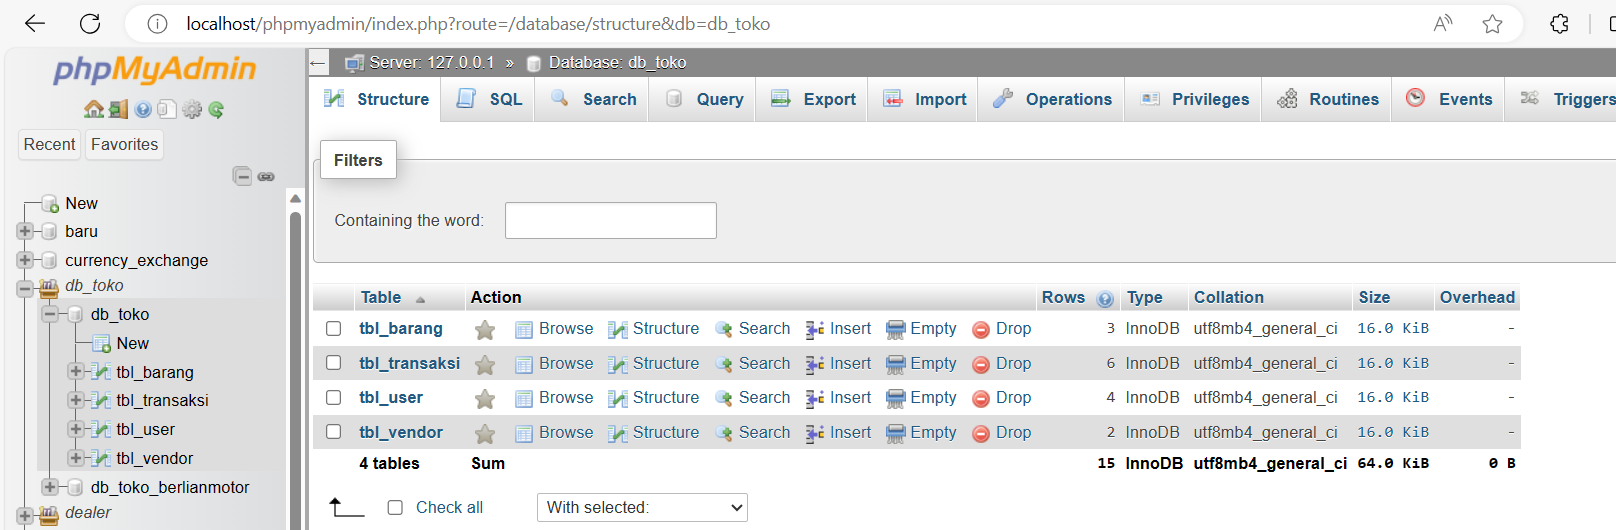 localhost/phpmyadmin/index.php?route=/database/structure&db=db_toko
phpMyAdmin
Recent Favorites
New
baru
currency_exchange
db_toko
db_toko
New
tbl_barang
tbl_transaksi
tbl_user
tbl_vendor
db_toko_berlianmotor
dealer
← Server: 127.0.0.1 » Database: db_toko
Structure SQL Search Query Export Import Operations Privileges Routines Events Triggers
Filters
Containing the word:
Table Action Rows Type Collation Size Overhead
tbl_barang Browse Structure Search Insert Empty Drop 3 InnoDB utf8mb4_general_ci 16.0 KiB -
tbl_transaksi Browse Structure Search Insert Empty Drop 6 InnoDB utf8mb4_general_ci 16.0 KiB -
tbl_user Browse Structure Search Insert Empty Drop 4 InnoDB utf8mb4_general_ci 16.0 KiB -
tbl_vendor Browse Structure Search Insert Empty Drop 2 InnoDB utf8mb4_general_ci 16.0 KiB -
4 tables Sum 15 InnoDB utf8mb4_general_ci 64.0 KiB 0 B
Check all With selected: